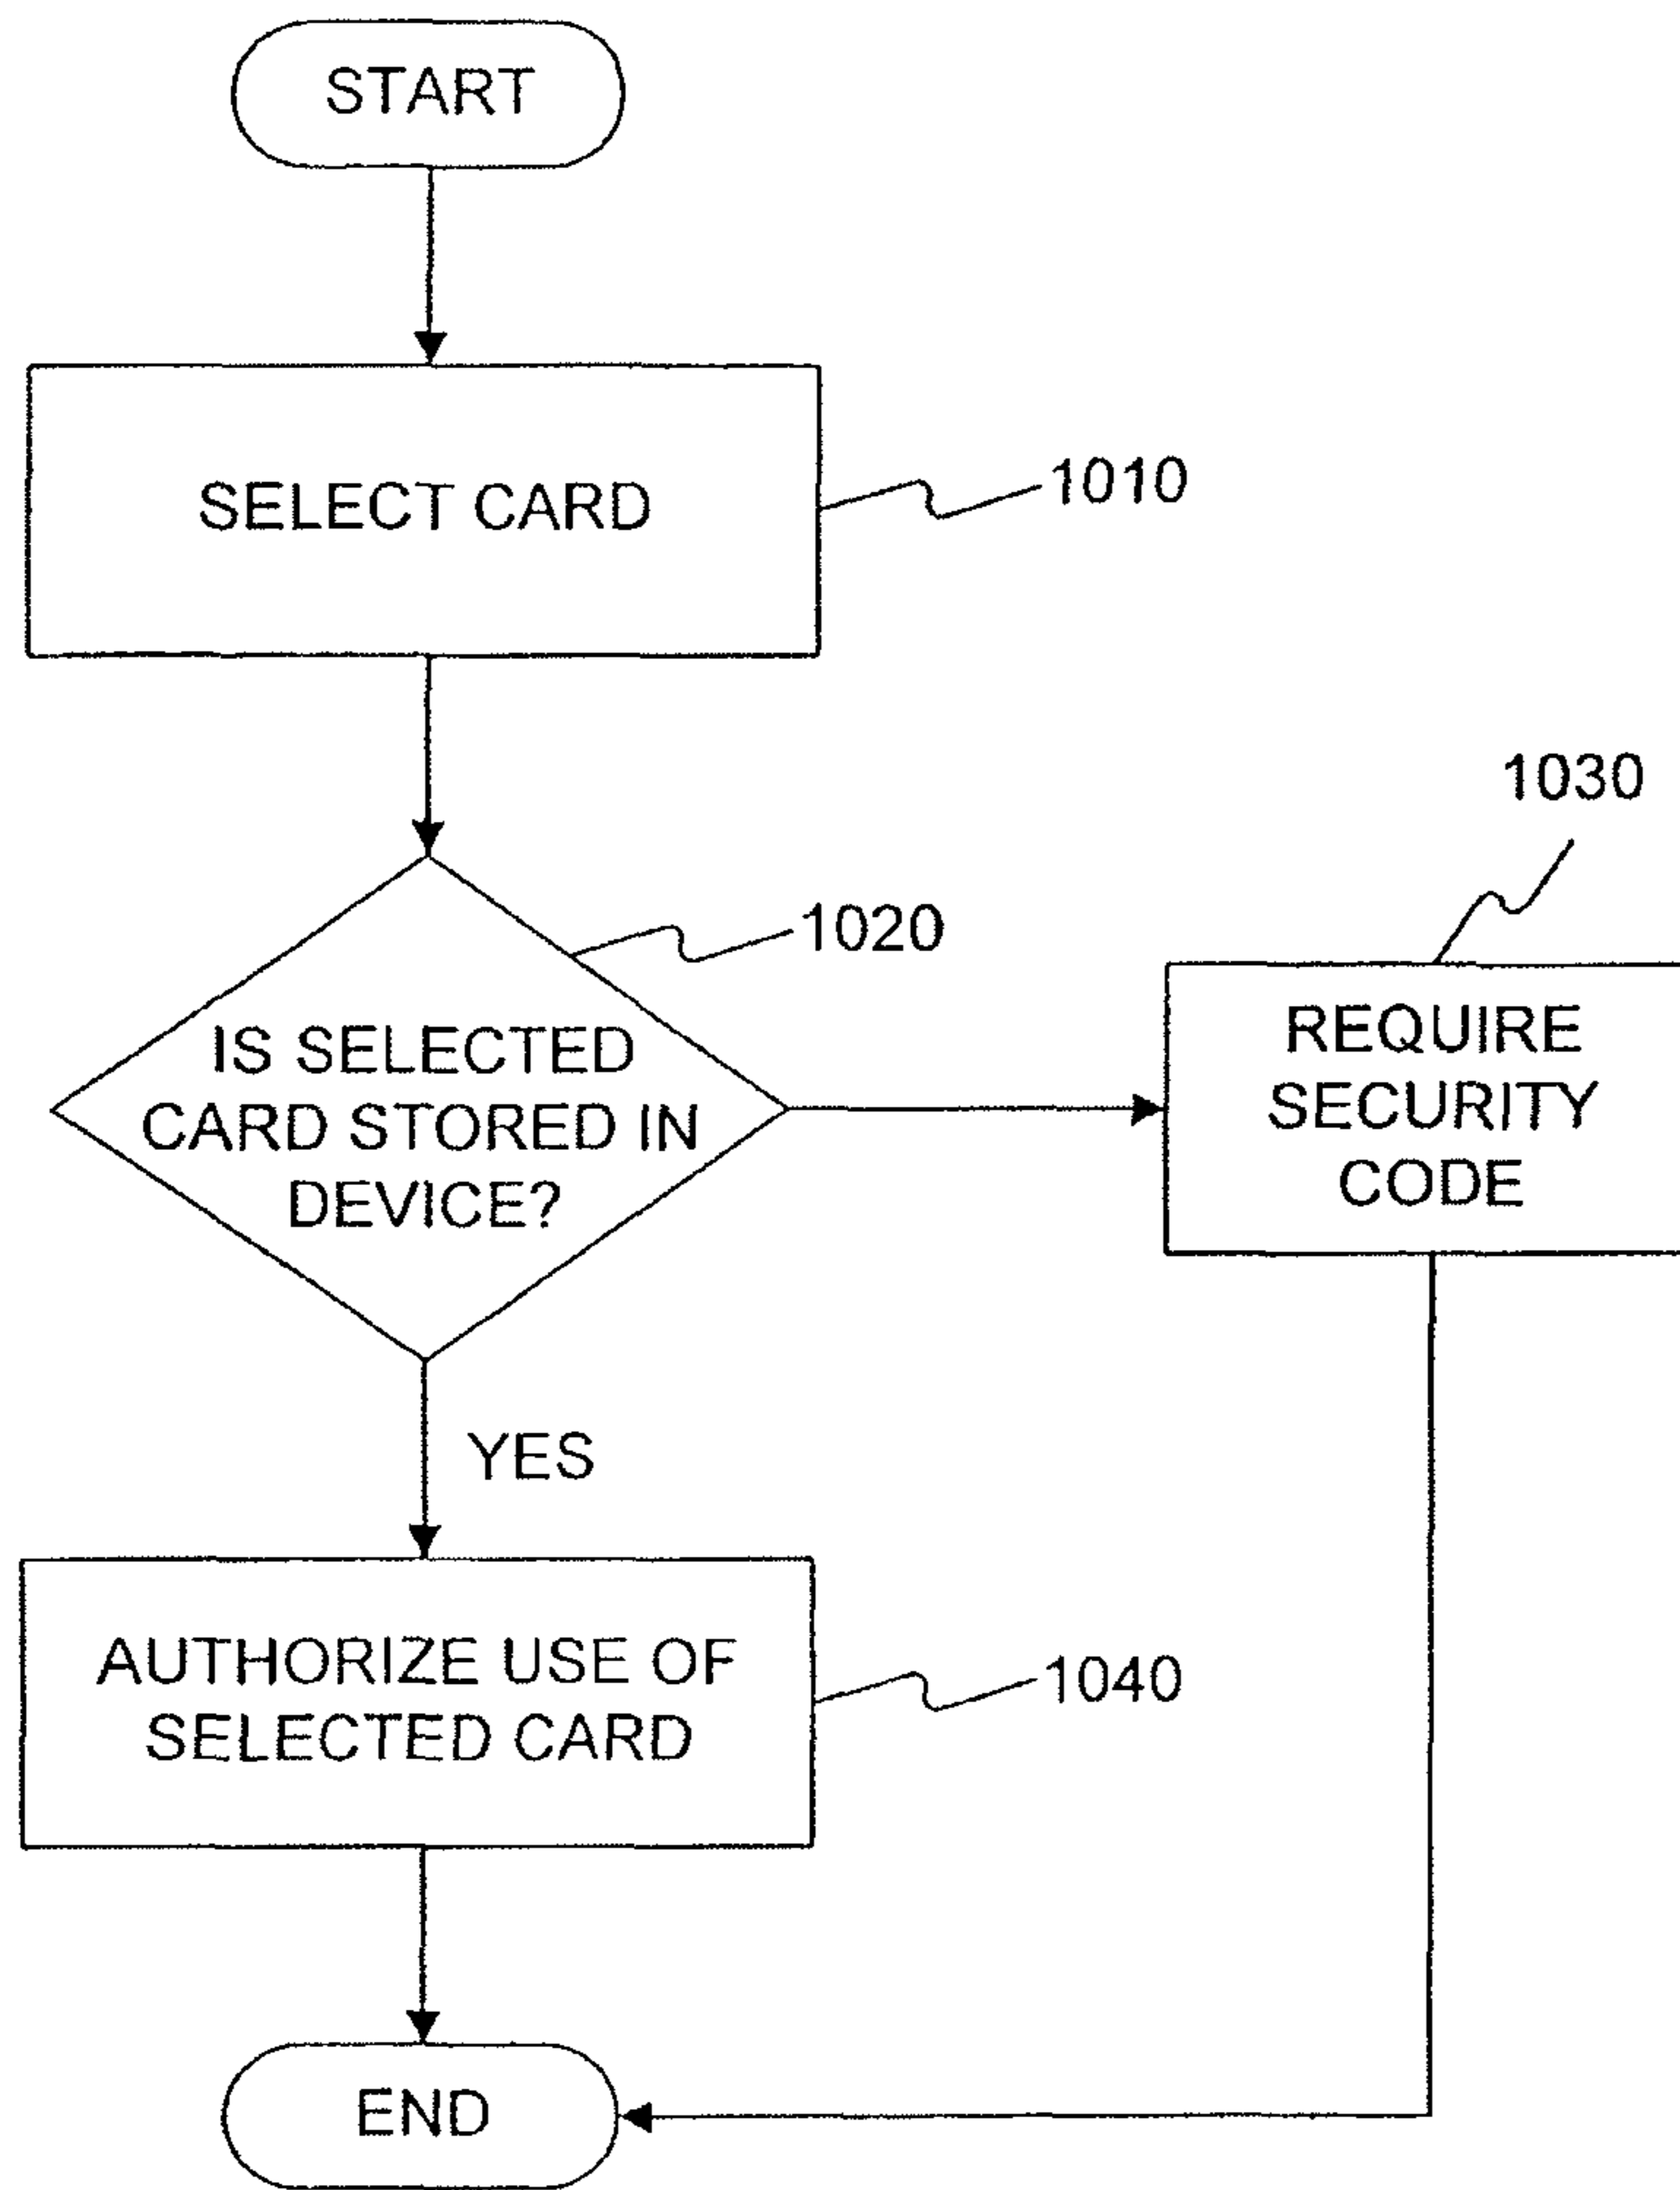 START
SELECT CARD
1010
1020
IS SELECTED
CARD STORED IN
DEVICE?
1030
REQUIRE
SECURITY
CODE
YES
AUTHORIZE USE OF
SELECTED CARD
1040
END